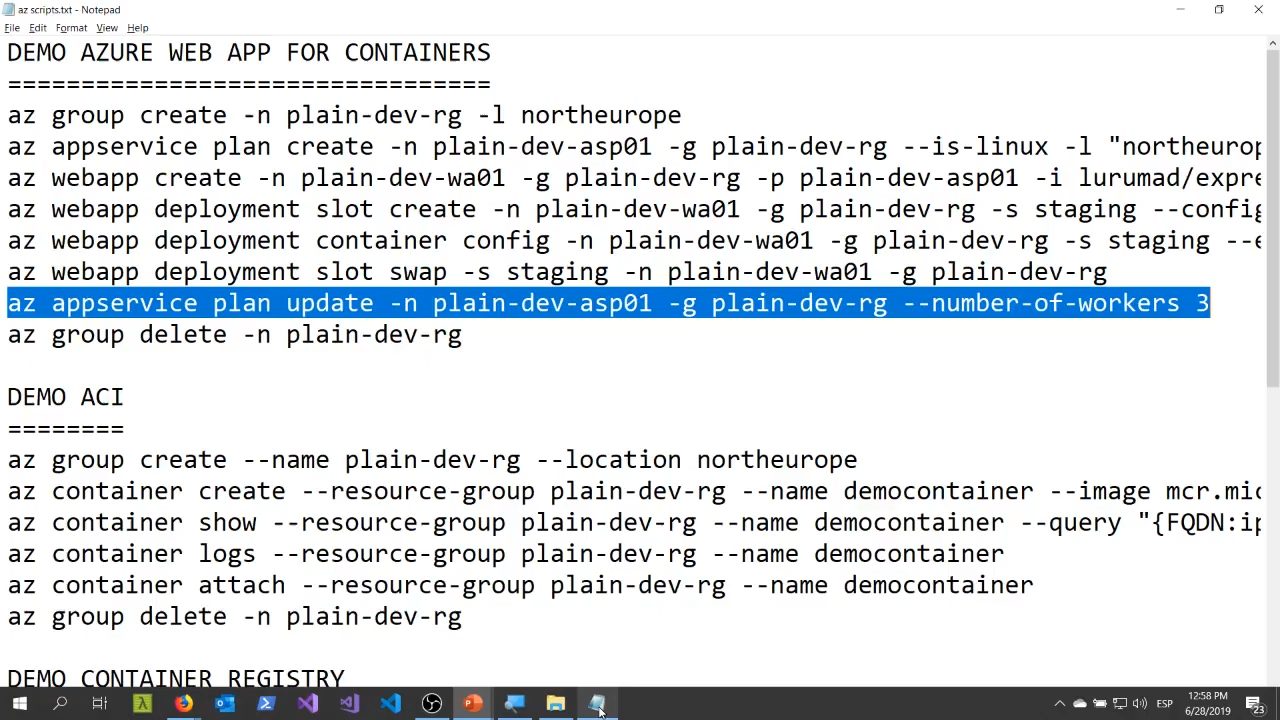 az scripts.txt - Notepad
File Edit Format View Help
DEMO AZURE WEB APP FOR CONTAINERS
=================================
az group create -n plain-dev-rg -l northeurope
az appservice plan create -n plain-dev-asp01 -g plain-dev-rg --is-linux -l "northeurop
az webapp create -n plain-dev-wa01 -g plain-dev-rg -p plain-dev-asp01 -i lurumad/expre
az webapp deployment slot create -n plain-dev-wa01 -g plain-dev-rg -s staging --config
az webapp deployment container config -n plain-dev-wa01 -g plain-dev-rg -s staging --e
az webapp deployment slot swap -s staging -n plain-dev-wa01 -g plain-dev-rg
az appservice plan update -n plain-dev-asp01 -g plain-dev-rg --number-of-workers 3
az group delete -n plain-dev-rg
DEMO ACI
========
az group create --name plain-dev-rg --location northeurope
az container create --resource-group plain-dev-rg --name democontainer --image mcr.mic
az container show --resource-group plain-dev-rg --name democontainer --query "{FQDN:ip
az container logs --resource-group plain-dev-rg --name democontainer
az container attach --resource-group plain-dev-rg --name democontainer
az group delete -n plain-dev-rg
DEMO CONTAINER REGISTRY
ESP
12:58 PM
6/28/2019
23